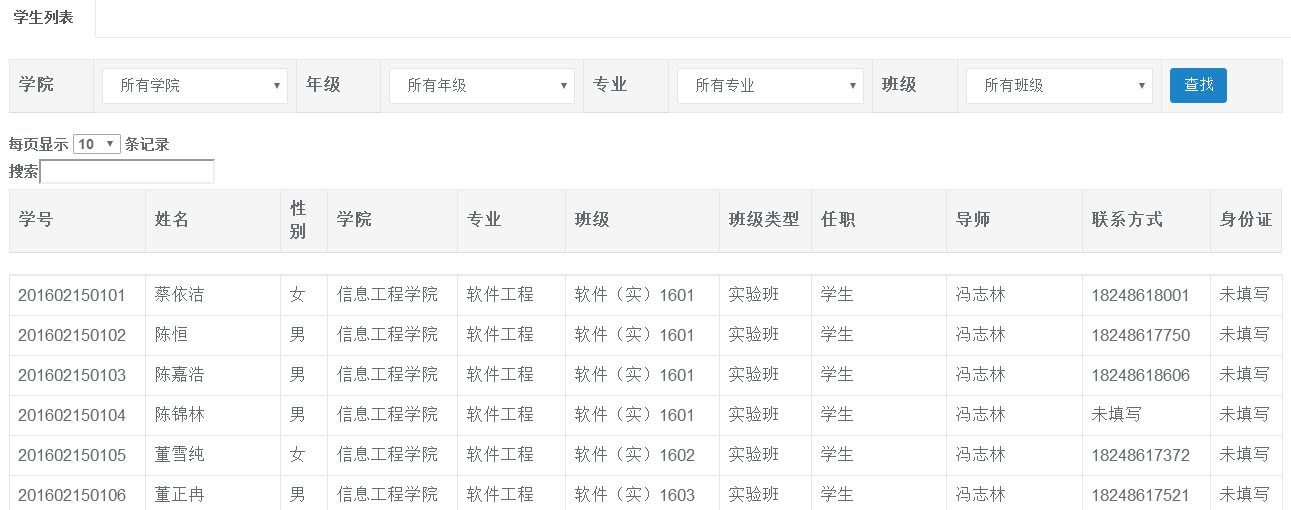 学生列表
学院 所有学院 年级 所有年级 专业 所有专业 班级 所有班级 查找
每页显示 10 条记录
搜索
学号 姓名 性别 学院 专业 班级 班级类型 任职 导师 联系方式 身份证
201602150101 蔡依洁 女 信息工程学院 软件工程 软件（实）1601 实验班 学生 冯志林 18248618001 未填写
201602150102 陈恒 男 信息工程学院 软件工程 软件（实）1601 实验班 学生 冯志林 18248617750 未填写
201602150103 陈嘉浩 男 信息工程学院 软件工程 软件（实）1601 实验班 学生 冯志林 18248618606 未填写
201602150104 陈锦林 男 信息工程学院 软件工程 软件（实）1601 实验班 学生 冯志林 未填写 未填写
201602150105 董雪纯 女 信息工程学院 软件工程 软件（实）1602 实验班 学生 冯志林 18248617372 未填写
201602150106 董正冉 男 信息工程学院 软件工程 软件（实）1603 实验班 学生 冯志林 18248617521 未填写